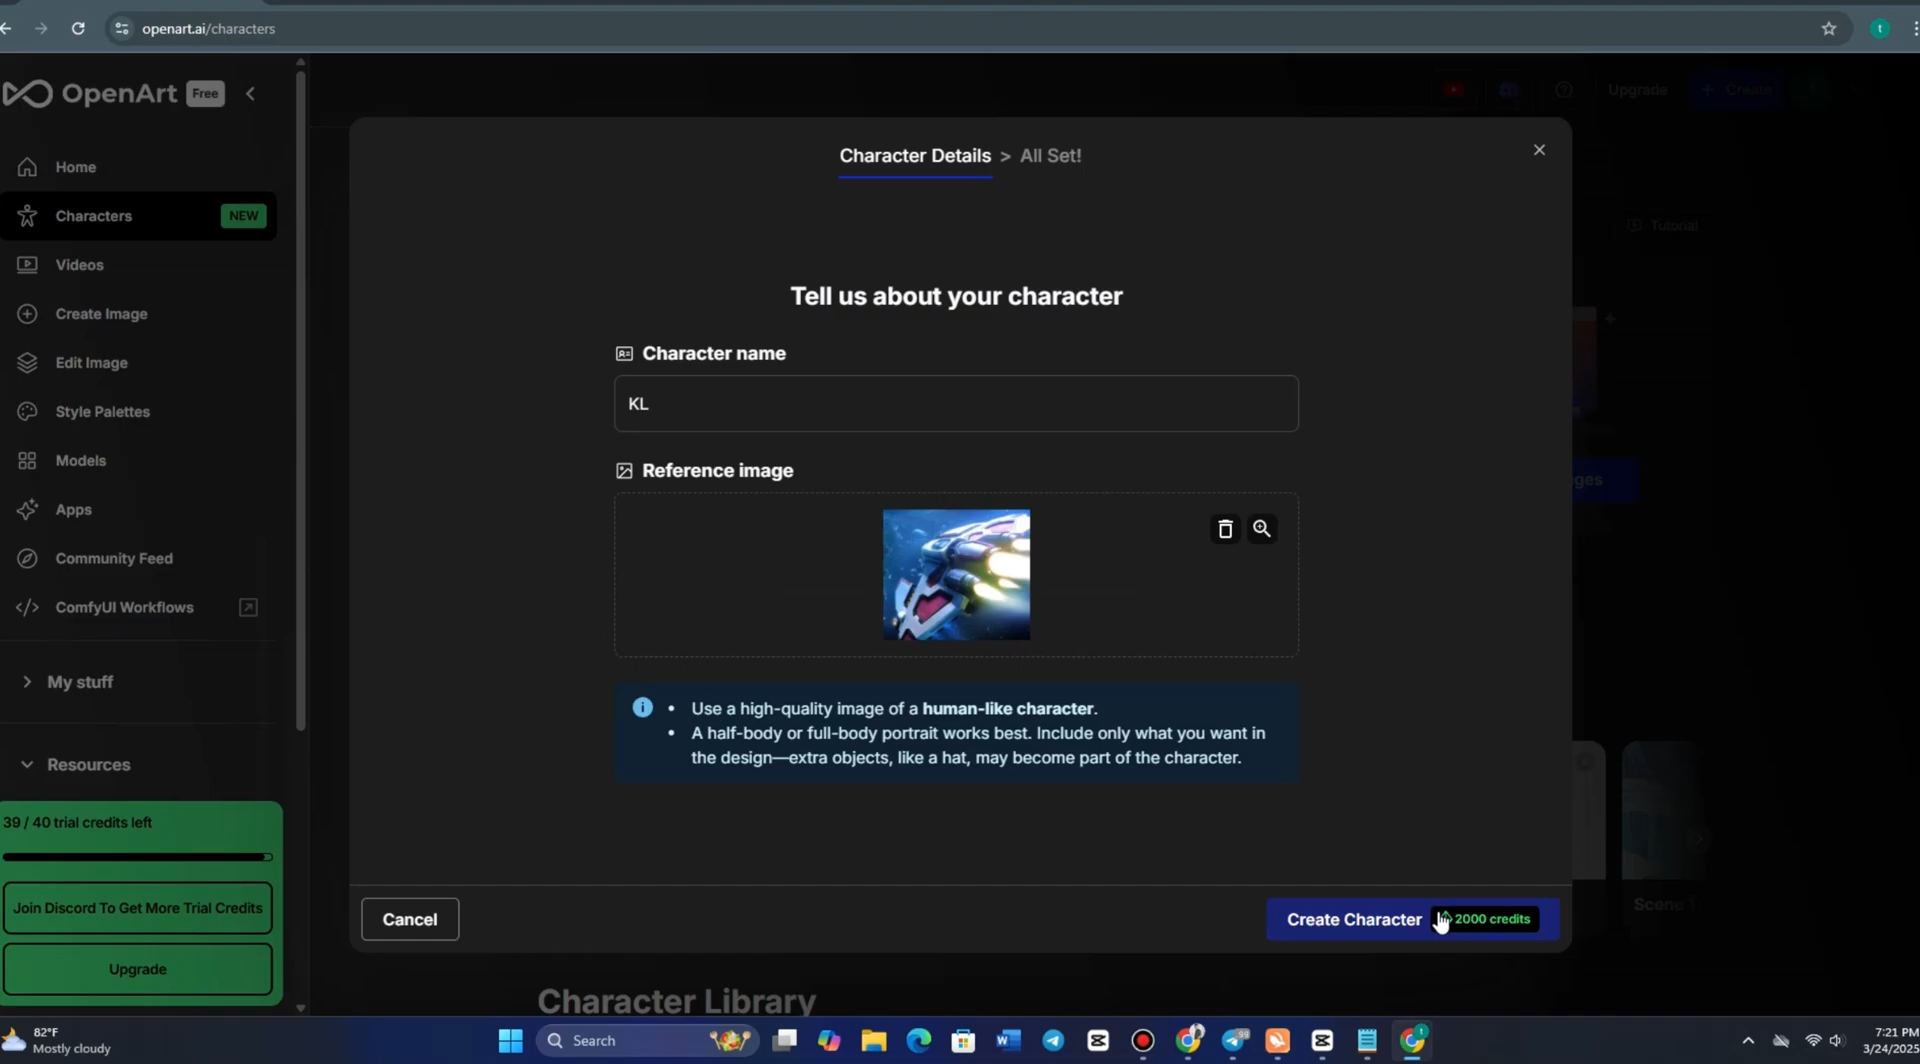 openart.ai/characters
t
OpenArt Free
Home
Characters NEW
Videos
Create Image
Edit Image
Style Palettes
Models
Apps
Community Feed
ComfyUI Workflows
My stuff
Resources
39 / 40 trial credits left
Join Discord To Get More Trial Credits
Upgrade
Upgrade + Create
Character Details > All Set!
Tutorial
Tell us about your character
Character name
KL
Reference image
• Use a high-quality image of a human-like character.
• A half-body or full-body portrait works best. Include only what you want in
the design—extra objects, like a hat, may become part of the character.
Cancel
Create Character 2000 credits
Scene
Character Library
82°F
Mostly cloudy
Search
99
7:21 PM
3/24/2025